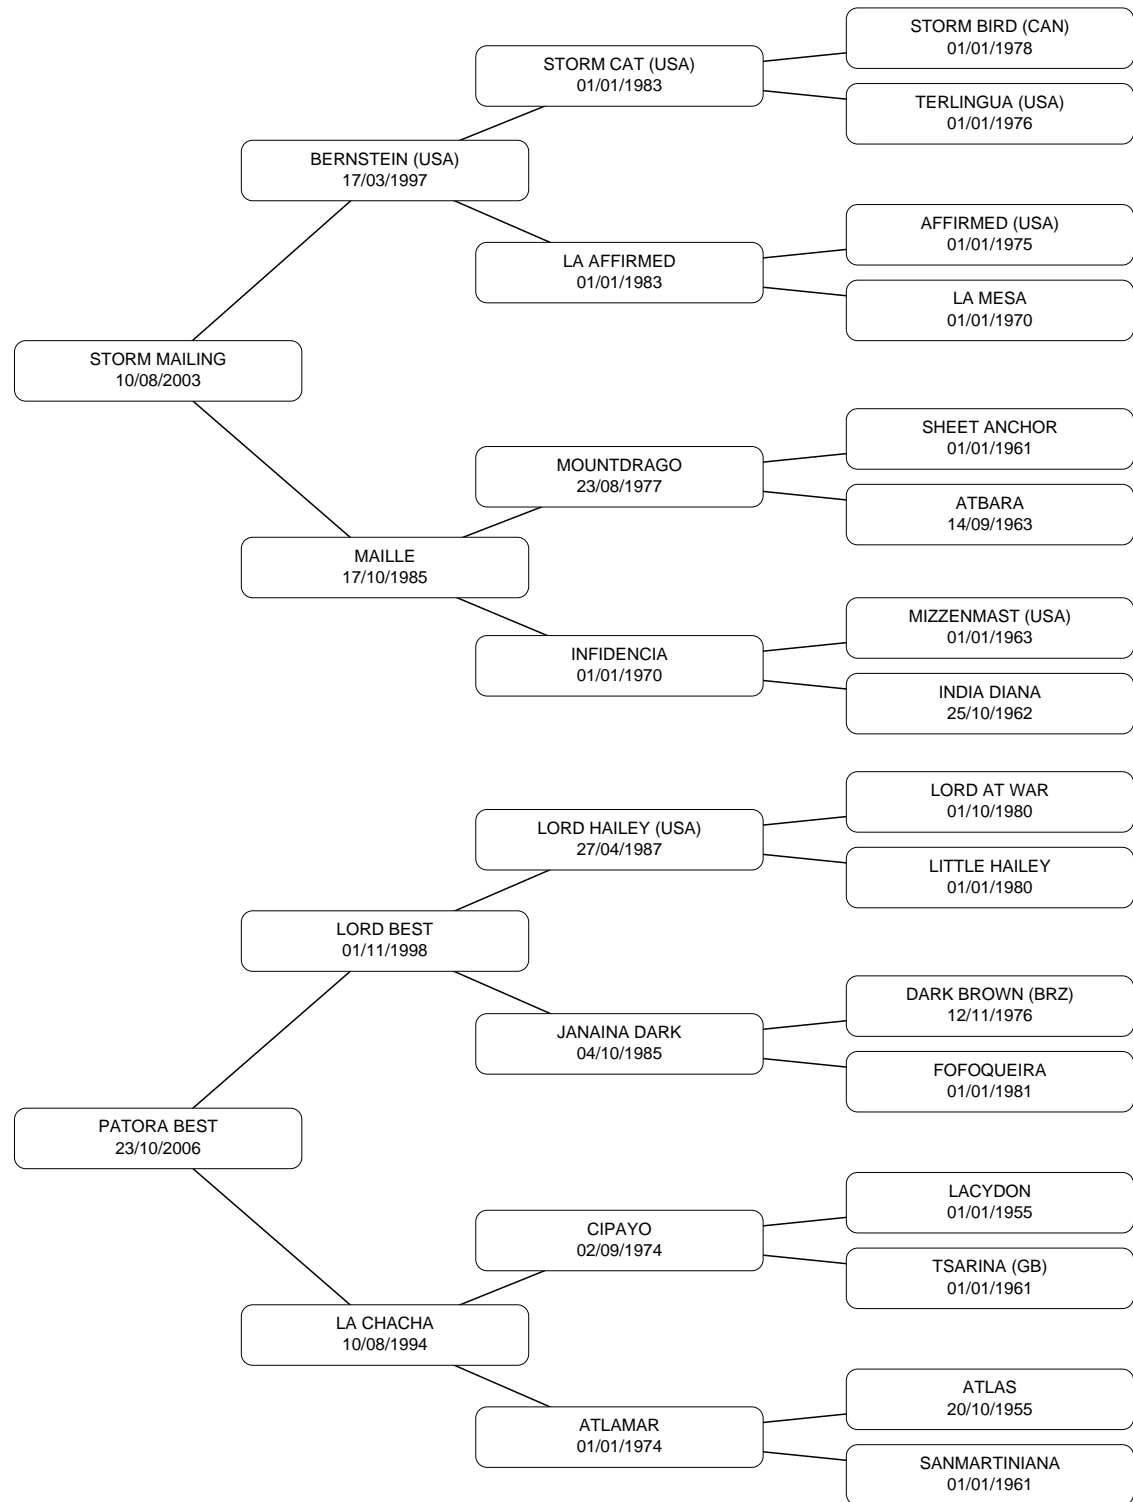 STORM BIRD (CAN)
01/01/1978
STORM CAT (USA)
01/01/1983
TERLINGUA (USA)
01/01/1976
BERNSTEIN (USA)
17/03/1997
AFFIRMED (USA)
01/01/1975
LA AFFIRMED
01/01/1983
LA MESA
01/01/1970
STORM MAILING
10/08/2003
SHEET ANCHOR
01/01/1961
MOUNTDRAGO
23/08/1977
ATBARA
14/09/1963
MAILLE
17/10/1985
MIZZENMAST (USA)
01/01/1963
INFIDENCIA
01/01/1970
INDIA DIANA
25/10/1962
LORD AT WAR
01/10/1980
LORD HAILEY (USA)
27/04/1987
LITTLE HAILEY
01/01/1980
LORD BEST
01/11/1998
DARK BROWN (BRZ)
12/11/1976
JANAINA DARK
04/10/1985
FOFOQUEIRA
01/01/1981
PATORA BEST
23/10/2006
LACYDON
01/01/1955
CIPAYO
02/09/1974
TSARINA (GB)
01/01/1961
LA CHACHA
10/08/1994
ATLAS
20/10/1955
ATLAMAR
01/01/1974
SANMARTINIANA
01/01/1961